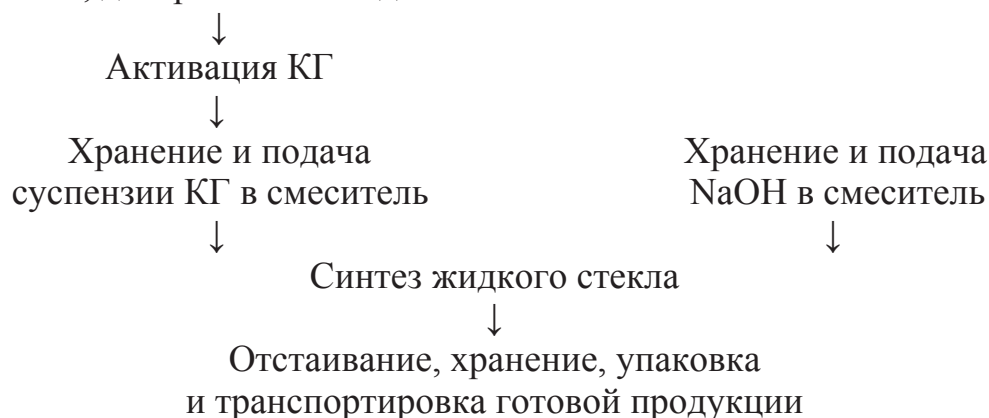 ↓
Активация КГ
↓
Хранение и подача
суспензии КГ в смеситель
Хранение и подача
NaOH в смеситель
↓ ↓
Синтез жидкого стекла
↓
Отстаивание, хранение, упаковка
и транспортировка готовой продукции